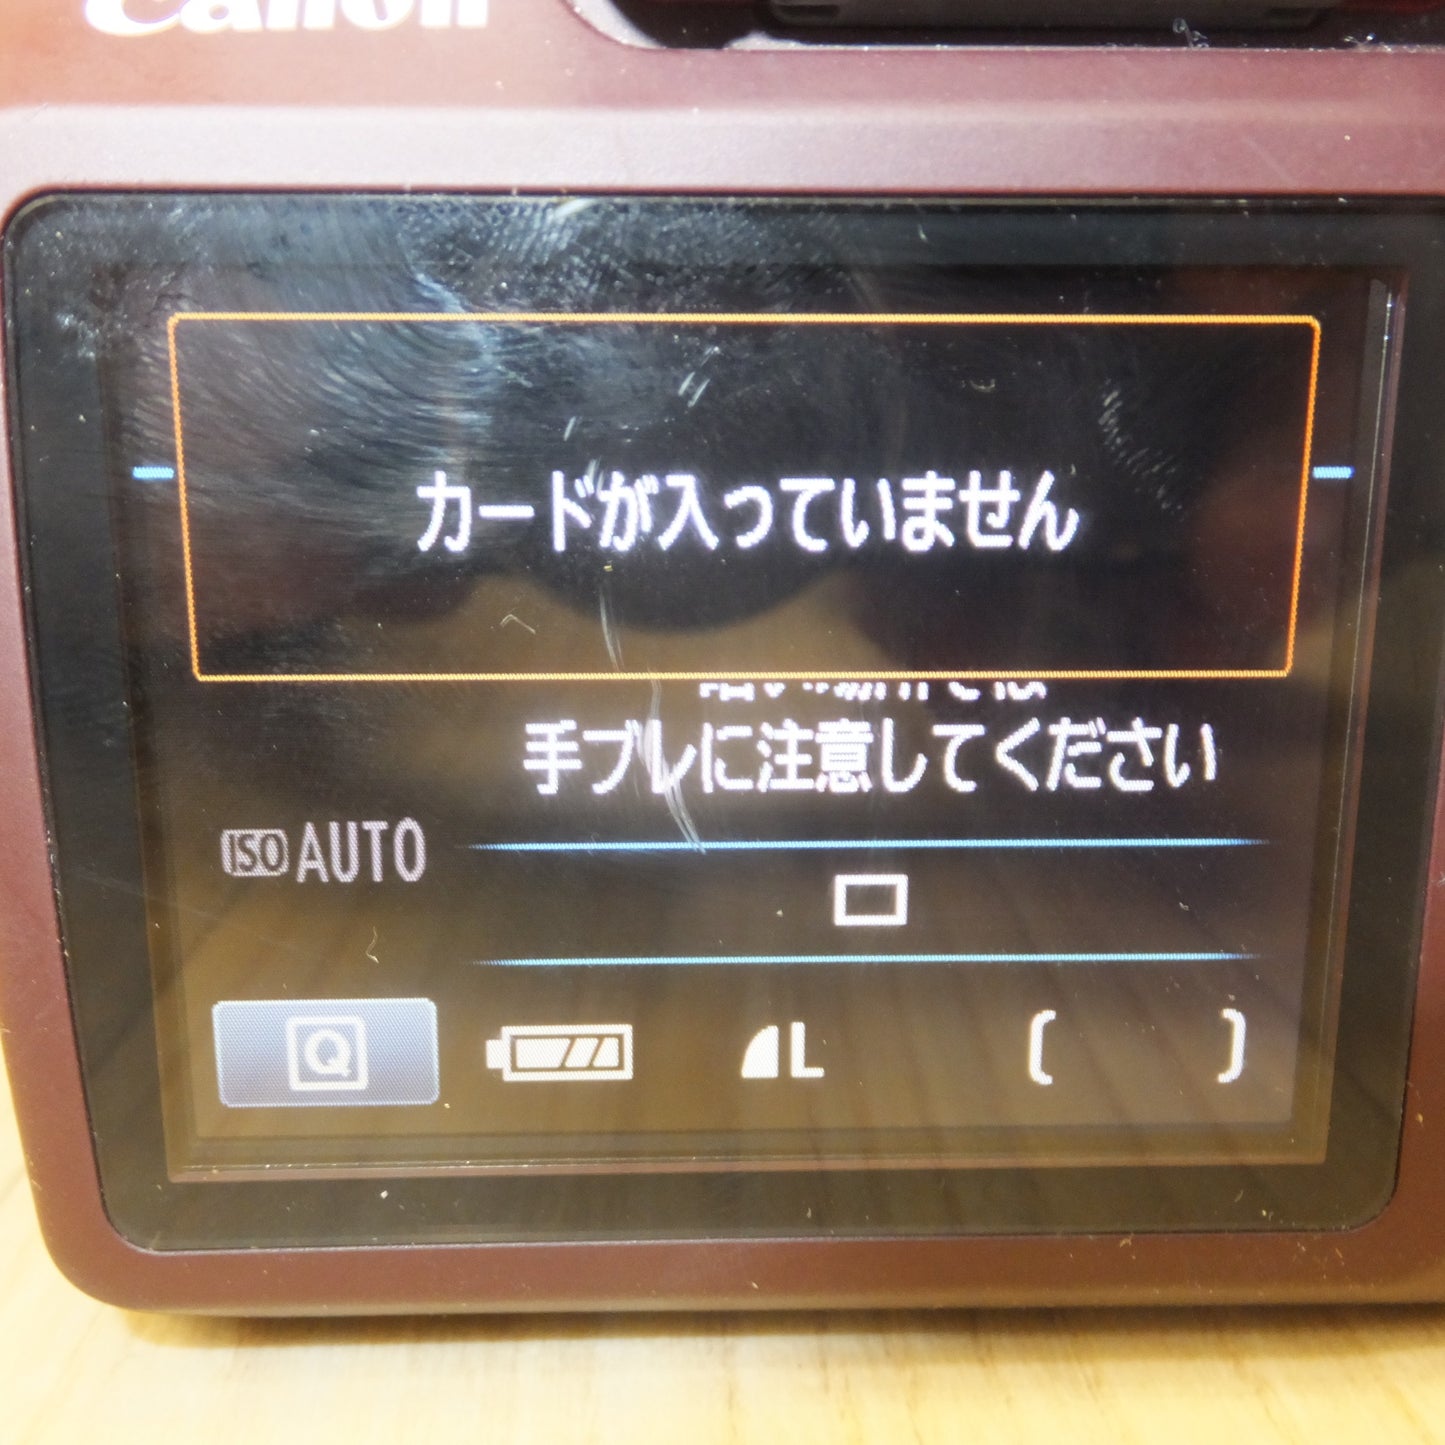 Canon
カードが入っていません
手ブレに注意してください
ISO AUTO
Q
L
[ ]